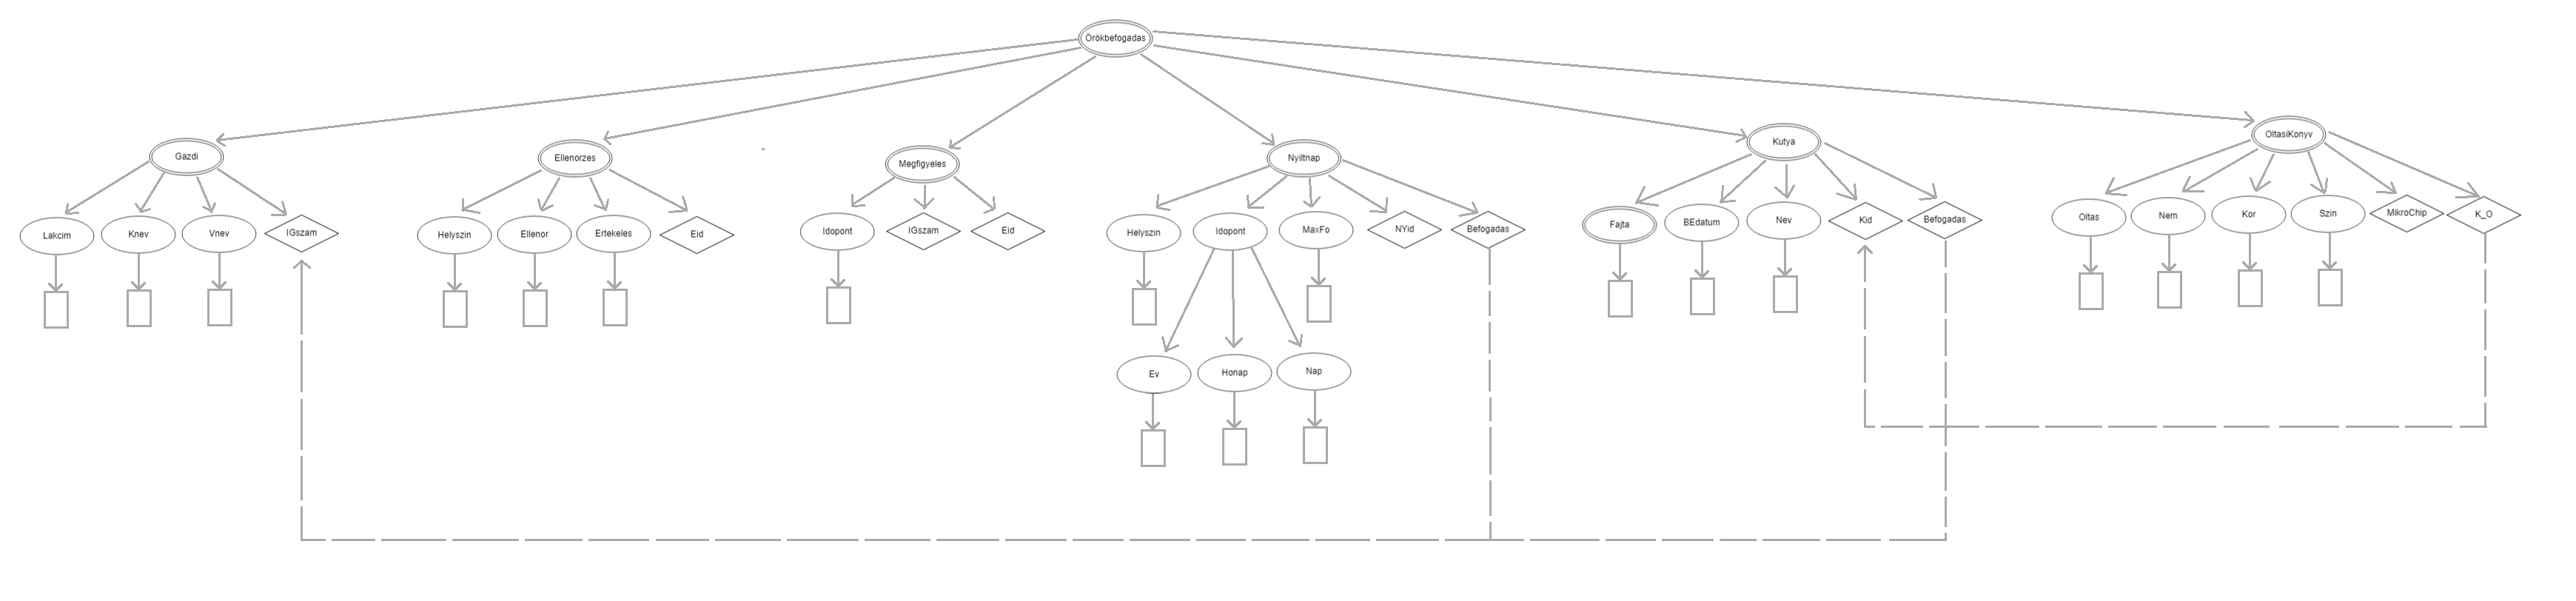 Örökbefogadas
Gazdi
Ellenorzes
Megfigyeles
Nyiltnap
Kutya
OltasiKonyv
Lakcim
Knev
Vnev
IGszam
Helyszin
Ellenor
Ertekeles
Eid
Idopont
IGszam
Eid
Helyszin
Idopont
MaxFo
NYid
Befogadas
Fajta
BEdatum
Nev
Kid
Befogadas
Oltas
Nem
Kor
Szin
MikroChip
K_O
Ev
Honap
Nap